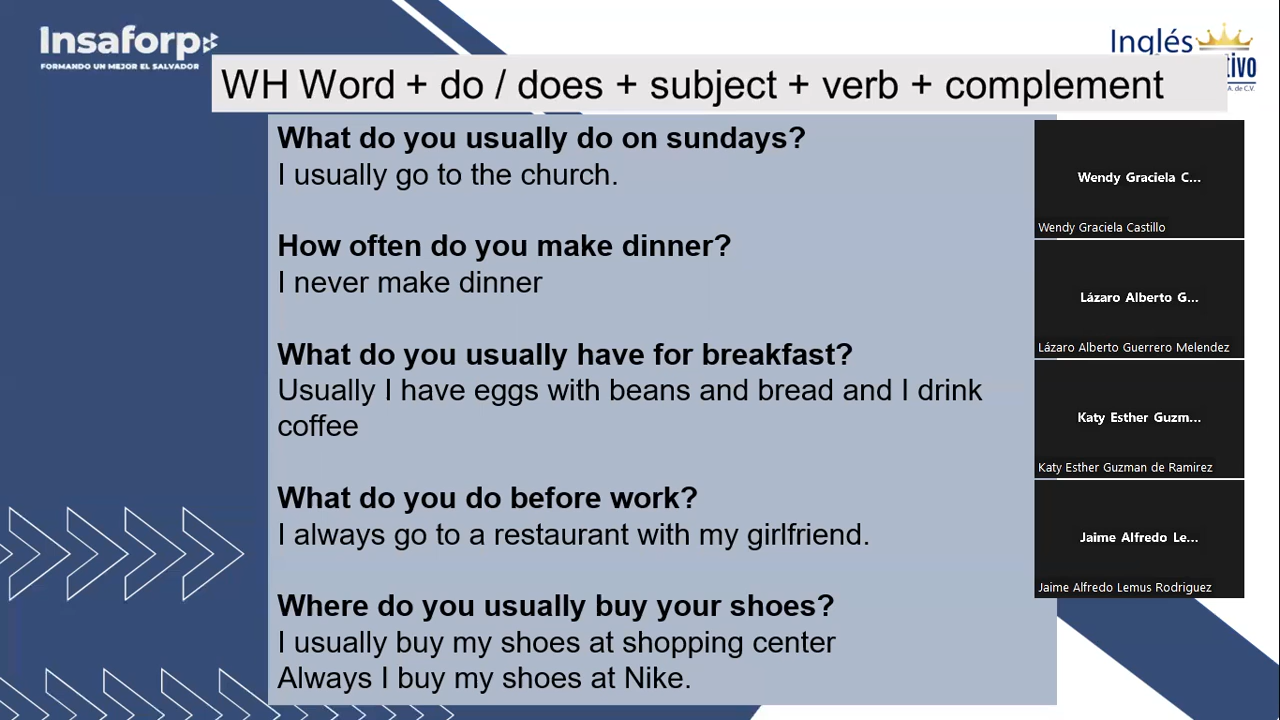 Insaforp
FORMANDO UN MEJOR EL SALVADOR
Inglés
tivo
A. de C.V.
WH Word + do / does + subject + verb + complement
What do you usually do on sundays?
I usually go to the church.
How often do you make dinner?
I never make dinner
What do you usually have for breakfast?
Usually I have eggs with beans and bread and I drink
coffee
What do you do before work?
I always go to a restaurant with my girlfriend.
Where do you usually buy your shoes?
I usually buy my shoes at shopping center
Always I buy my shoes at Nike.
Wendy Graciela C...
Wendy Graciela Castillo
Lázaro Alberto G...
Lázaro Alberto Guerrero Melendez
Katy Esther Guzm...
Katy Esther Guzman de Ramirez
Jaime Alfredo Le...
Jaime Alfredo Lemus Rodriguez